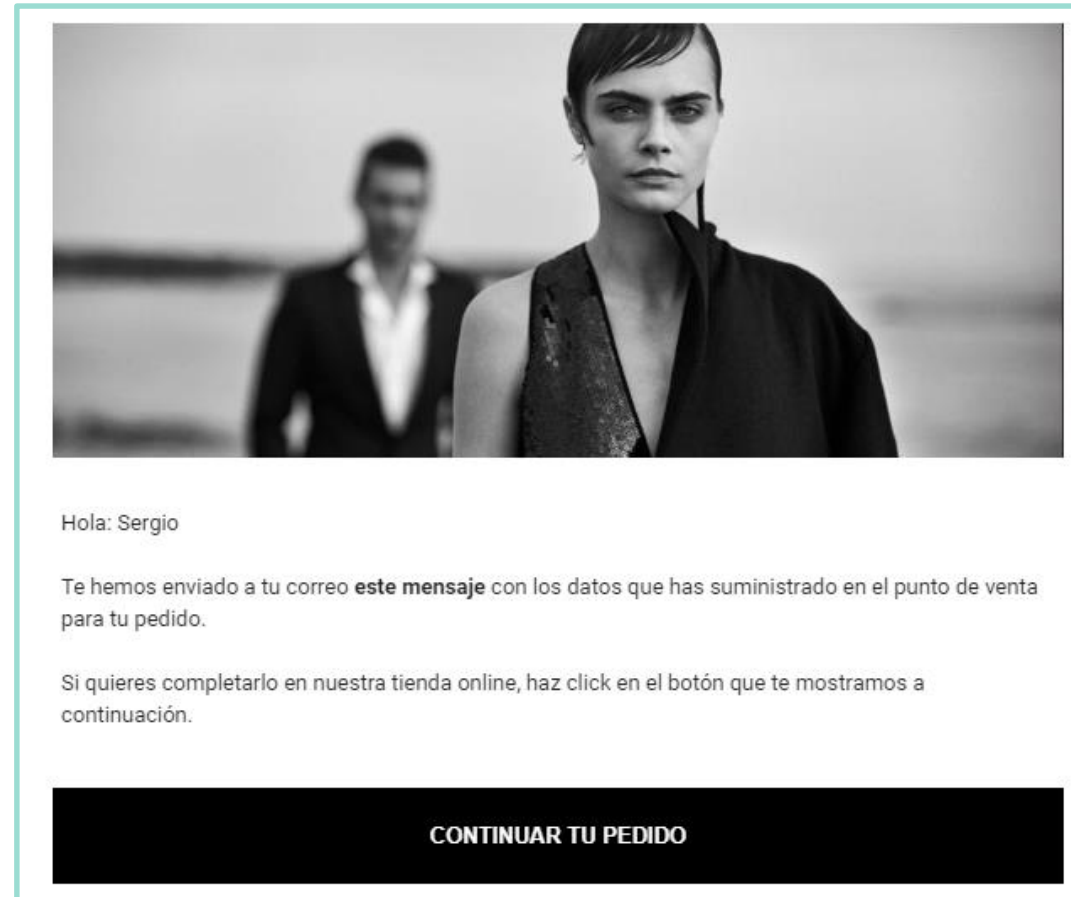 Hola: Sergio
Te hemos enviado a tu correo este mensaje con los datos que has suministrado en el punto de venta
para tu pedido.
Si quieres completarlo en nuestra tienda online, haz click en el botón que te mostramos a
continuación.
CONTINUAR TU PEDIDO